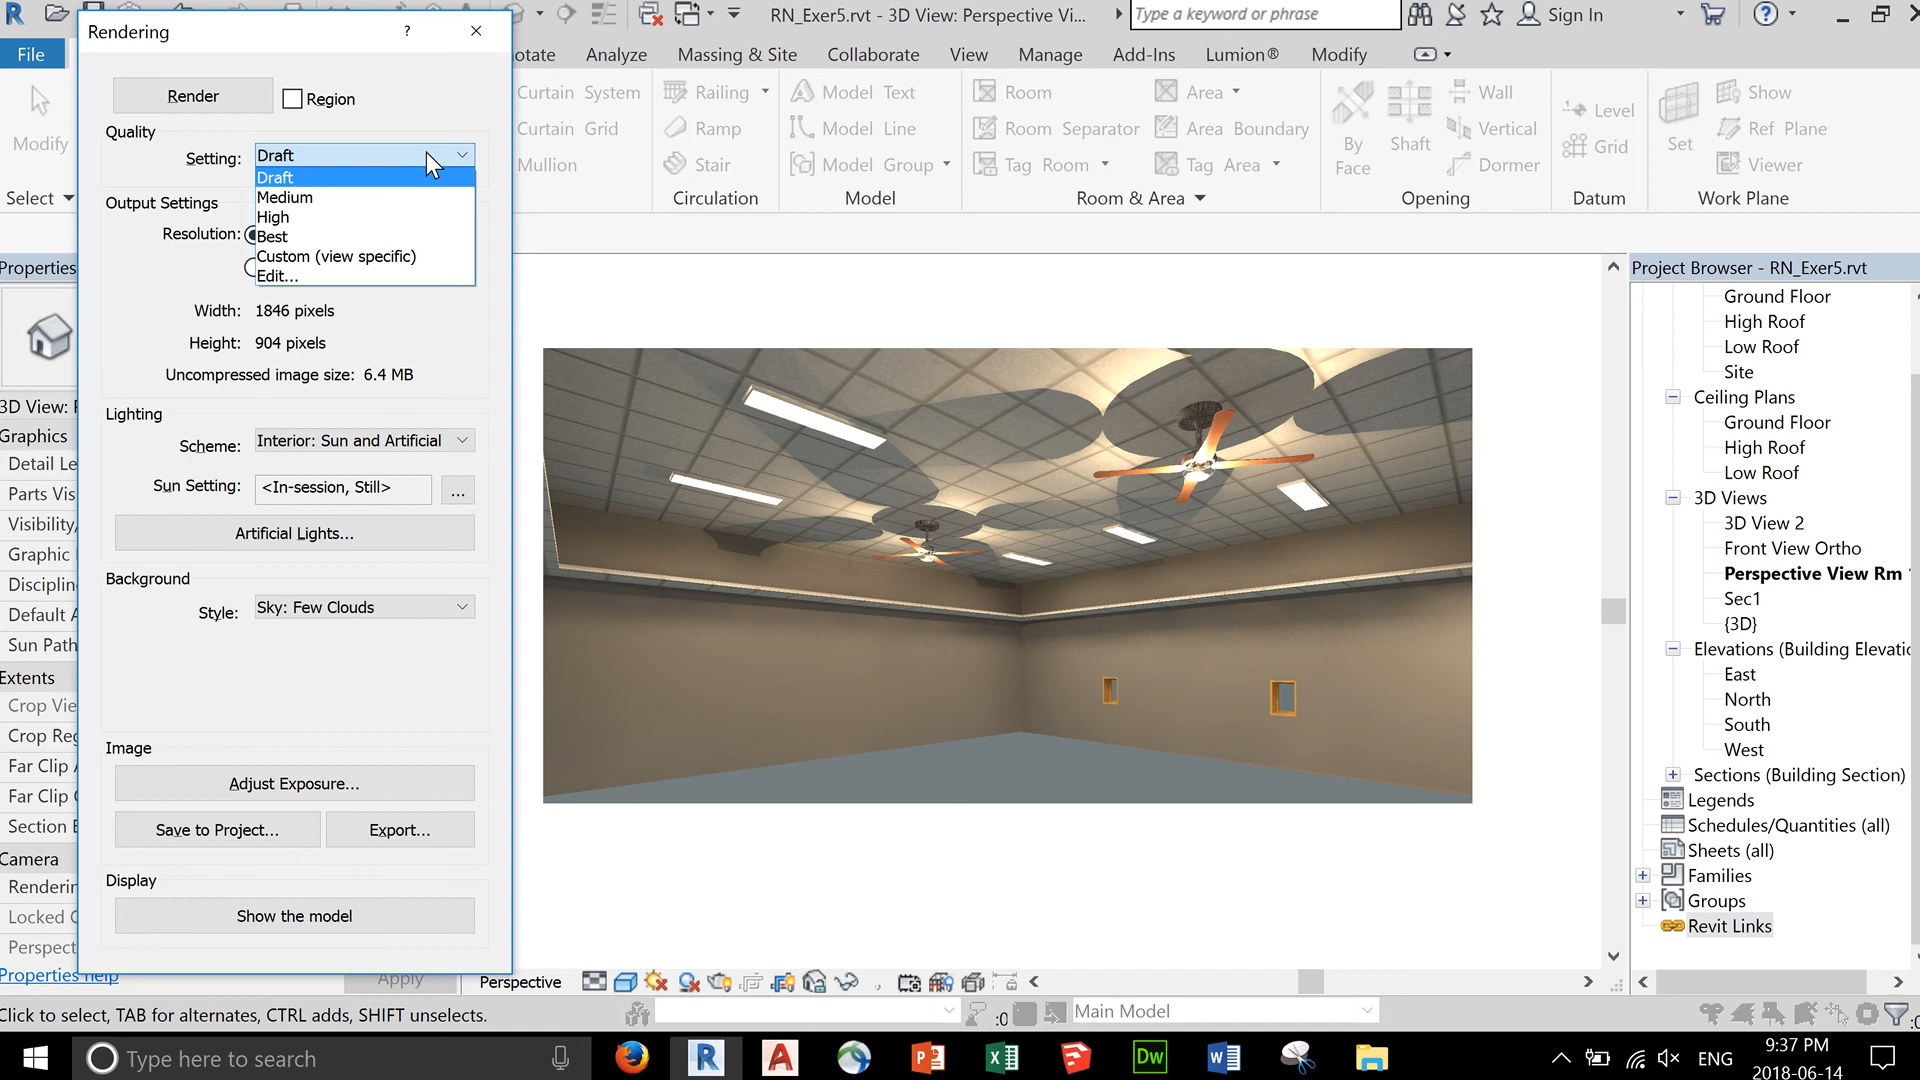 Rendering
?
RN_Exer5.rvt - 3D View: Perspective Vi...
Type a keyword or phrase
Sign In
File
otate
Analyze
Massing & Site
Collaborate
View
Manage
Add-Ins
Lumion®
Modify
Render
Region
Quality
Setting:
Draft
Draft
Medium
High
Best
Custom (view specific)
Edit...
Output Settings
Resolution:
Width: 1846 pixels
Height: 904 pixels
Uncompressed image size: 6.4 MB
Lighting
Scheme: Interior: Sun and Artificial
Sun Setting: <In-session, Still>
...
Artificial Lights...
Background
Style: Sky: Few Clouds
Image
Adjust Exposure...
Save to Project...
Export...
Display
Show the model
Modify
Select
Curtain System
Curtain Grid
Mullion
Railing
Ramp
Stair
Circulation
Model Text
Model Line
Model Group
Model
Room
Room Separator
Tag Room
Area
Area Boundary
Tag Area
Room & Area
By Face
Shaft
Wall
Vertical
Dormer
Opening
Level
Grid
Datum
Set
Show
Ref Plane
Viewer
Work Plane
Properties
3D View: P
Graphics
Detail Le
Parts Vis
Visibility/
Graphic
Disciplin
Default A
Sun Path
Extents
Crop Vie
Crop Reg
Far Clip A
Far Clip O
Section B
Camera
Renderin
Locked O
Perspect
Properties help
Apply
Project Browser - RN_Exer5.rvt
Ground Floor
High Roof
Low Roof
Site
Ceiling Plans
Ground Floor
High Roof
Low Roof
3D Views
3D View 2
Front View Ortho
Perspective View Rm 1
Sec1
{3D}
Elevations (Building Elevatio
East
North
South
West
Sections (Building Section)
Legends
Schedules/Quantities (all)
Sheets (all)
Families
Groups
Revit Links
Perspective
Click to select, TAB for alternates, CTRL adds, SHIFT unselects.
:0
Main Model
:0
Type here to search
ENG
9:37 PM
2018-06-14